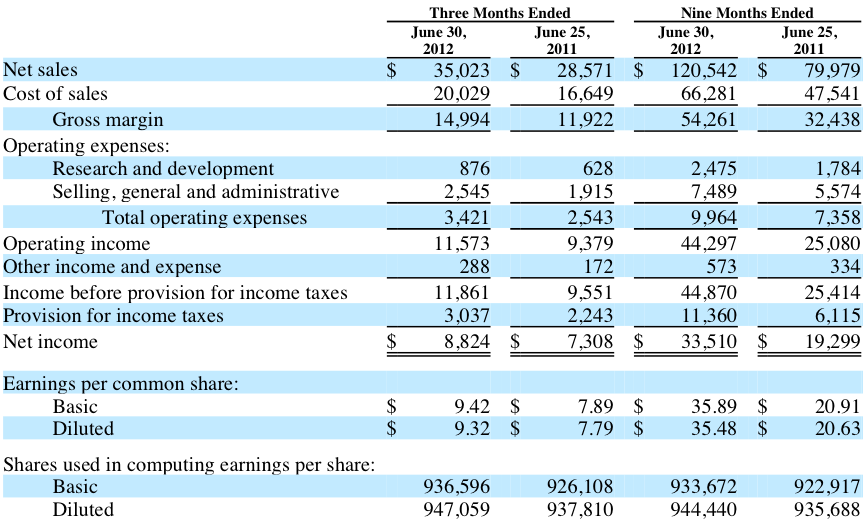 Three Months Ended Nine Months Ended
June 30, June 25, June 30, June 25,
2012 2011 2012 2011
Net sales $ 35,023 $ 28,571 $ 120,542 $ 79,979
Cost of sales 20,029 16,649 66,281 47,541
Gross margin 14,994 11,922 54,261 32,438
Operating expenses:
Research and development 876 628 2,475 1,784
Selling, general and administrative 2,545 1,915 7,489 5,574
Total operating expenses 3,421 2,543 9,964 7,358
Operating income 11,573 9,379 44,297 25,080
Other income and expense 288 172 573 334
Income before provision for income taxes 11,861 9,551 44,870 25,414
Provision for income taxes 3,037 2,243 11,360 6,115
Net income $ 8,824 $ 7,308 $ 33,510 $ 19,299
Earnings per common share:
Basic $ 9.42 $ 7.89 $ 35.89 $ 20.91
Diluted $ 9.32 $ 7.79 $ 35.48 $ 20.63
Shares used in computing earnings per share:
Basic 936,596 926,108 933,672 922,917
Diluted 947,059 937,810 944,440 935,688